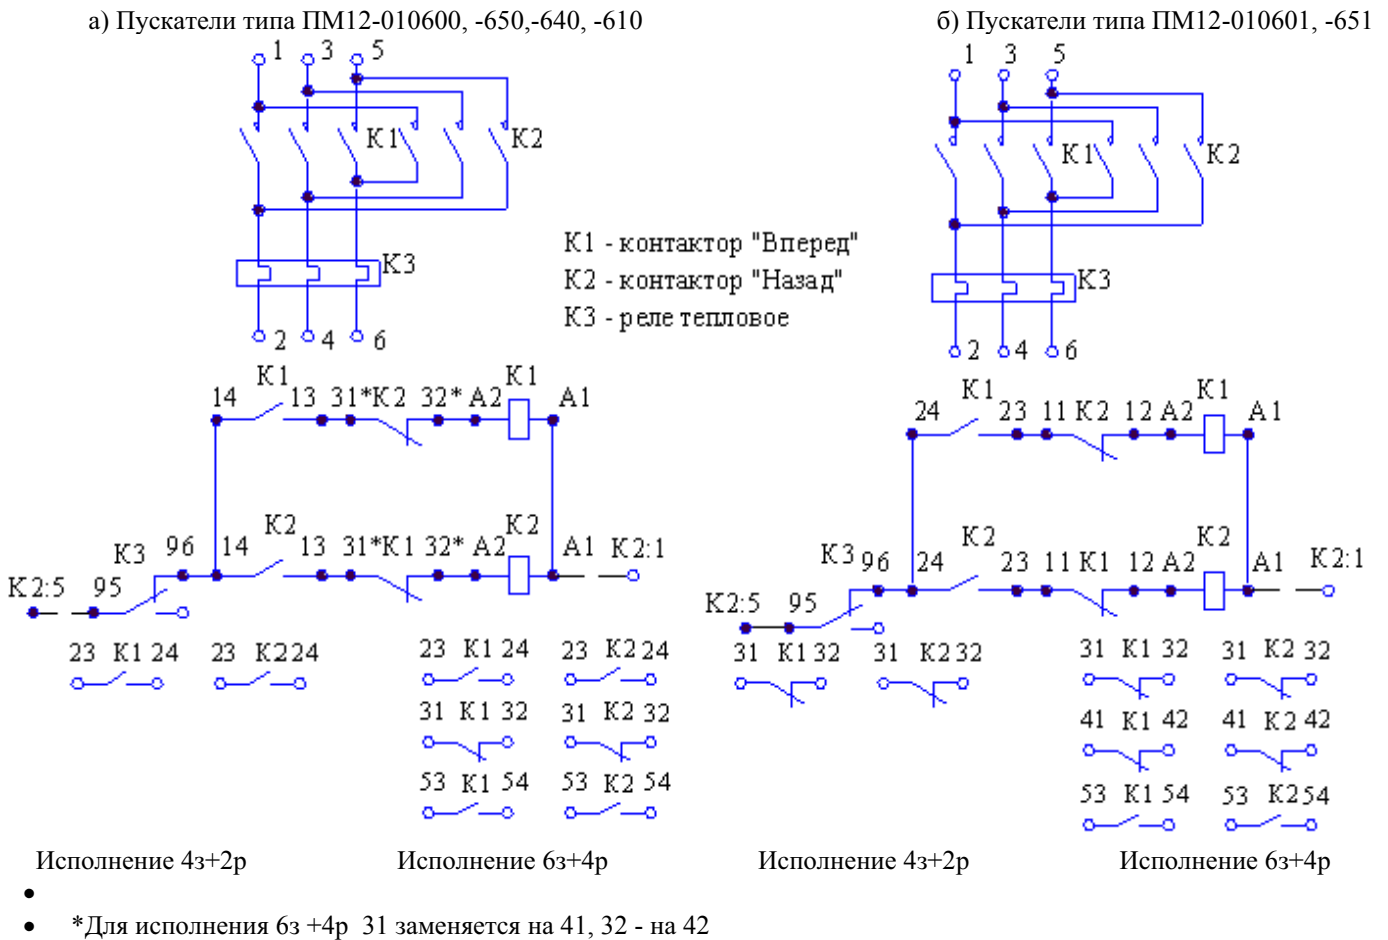 а) Пускатели типа ПМ12-010600, -650,-640, -610
б) Пускатели типа ПМ12-010601, -651
1 3 5
К1 К2
К3
2 4 6
1 3 5
К1 К2
К3
2 4 6
К1 - контактор "Вперед"
К2 - контактор "Назад"
К3 - реле тепловое
К1 К1
14 13 31*К2 32* А2 А1
К2 К2
К3 96 14 13 31*К1 32* А2 А1 К2:1
К2:5 95
23 К1 24 23 К2 24
23 К1 24 23 К2 24
31 К1 32 31 К2 32
53 К1 54 53 К2 54
К1 К1
24 23 11 К2 12 А2 А1
К2 К2
К3 96 24 23 11 К1 12 А2 А1 К2:1
К2:5 95
31 К1 32 31 К2 32
31 К1 32 31 К2 32
41 К1 42 41 К2 42
53 К1 54 53 К2 54
Исполнение 4з+2р Исполнение 6з+4р Исполнение 4з+2р Исполнение 6з+4р
•
• *Для исполнения 6з +4р 31 заменяется на 41, 32 - на 42